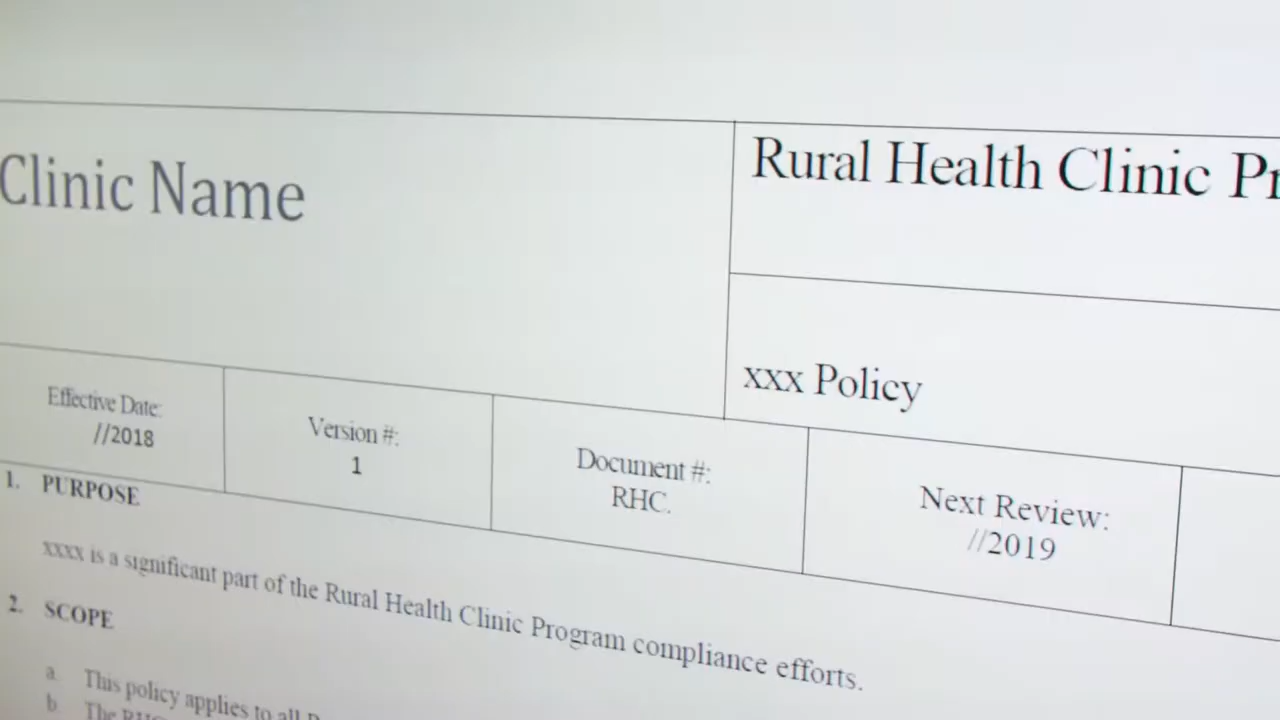 Clinic Name
Rural Health Clinic
xxx Policy
Effective Date:
//2018
Version #:
1
Document #:
RHC.
Next Review:
//2019
1. PURPOSE
xxxx is a significant part of the Rural Health Clinic Program compliance efforts.
2. SCOPE
a. This policy applies to all
b. The